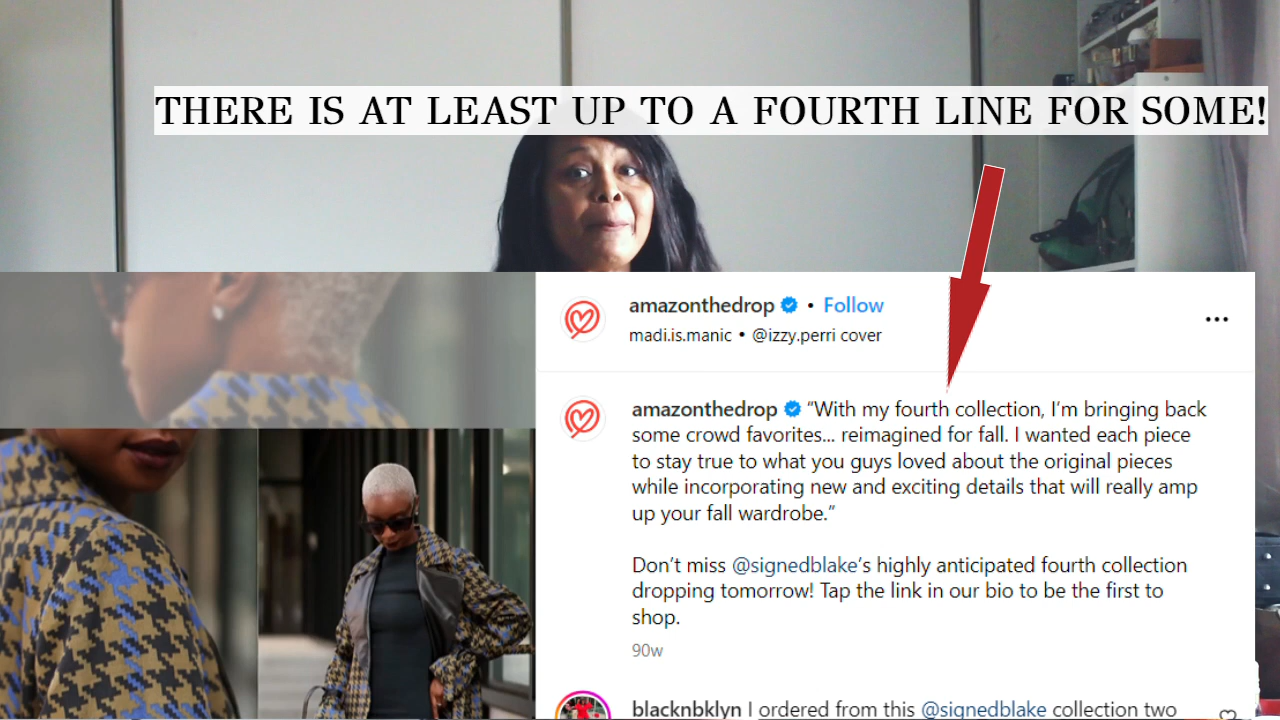 THERE IS AT LEAST UP TO A FOURTH LINE FOR SOME!
amazonthedrop • Follow
madi.is.manic • @izzy.perri cover
amazonthedrop “With my fourth collection, I’m bringing back
some crowd favorites... reimagined for fall. I wanted each piece
to stay true to what you guys loved about the original pieces
while incorporating new and exciting details that will really amp
up your fall wardrobe.”
Don’t miss @signedblake’s highly anticipated fourth collection
dropping tomorrow! Tap the link in our bio to be the first to
shop.
90w
blacknbklyn I ordered from this @signedblake collection two